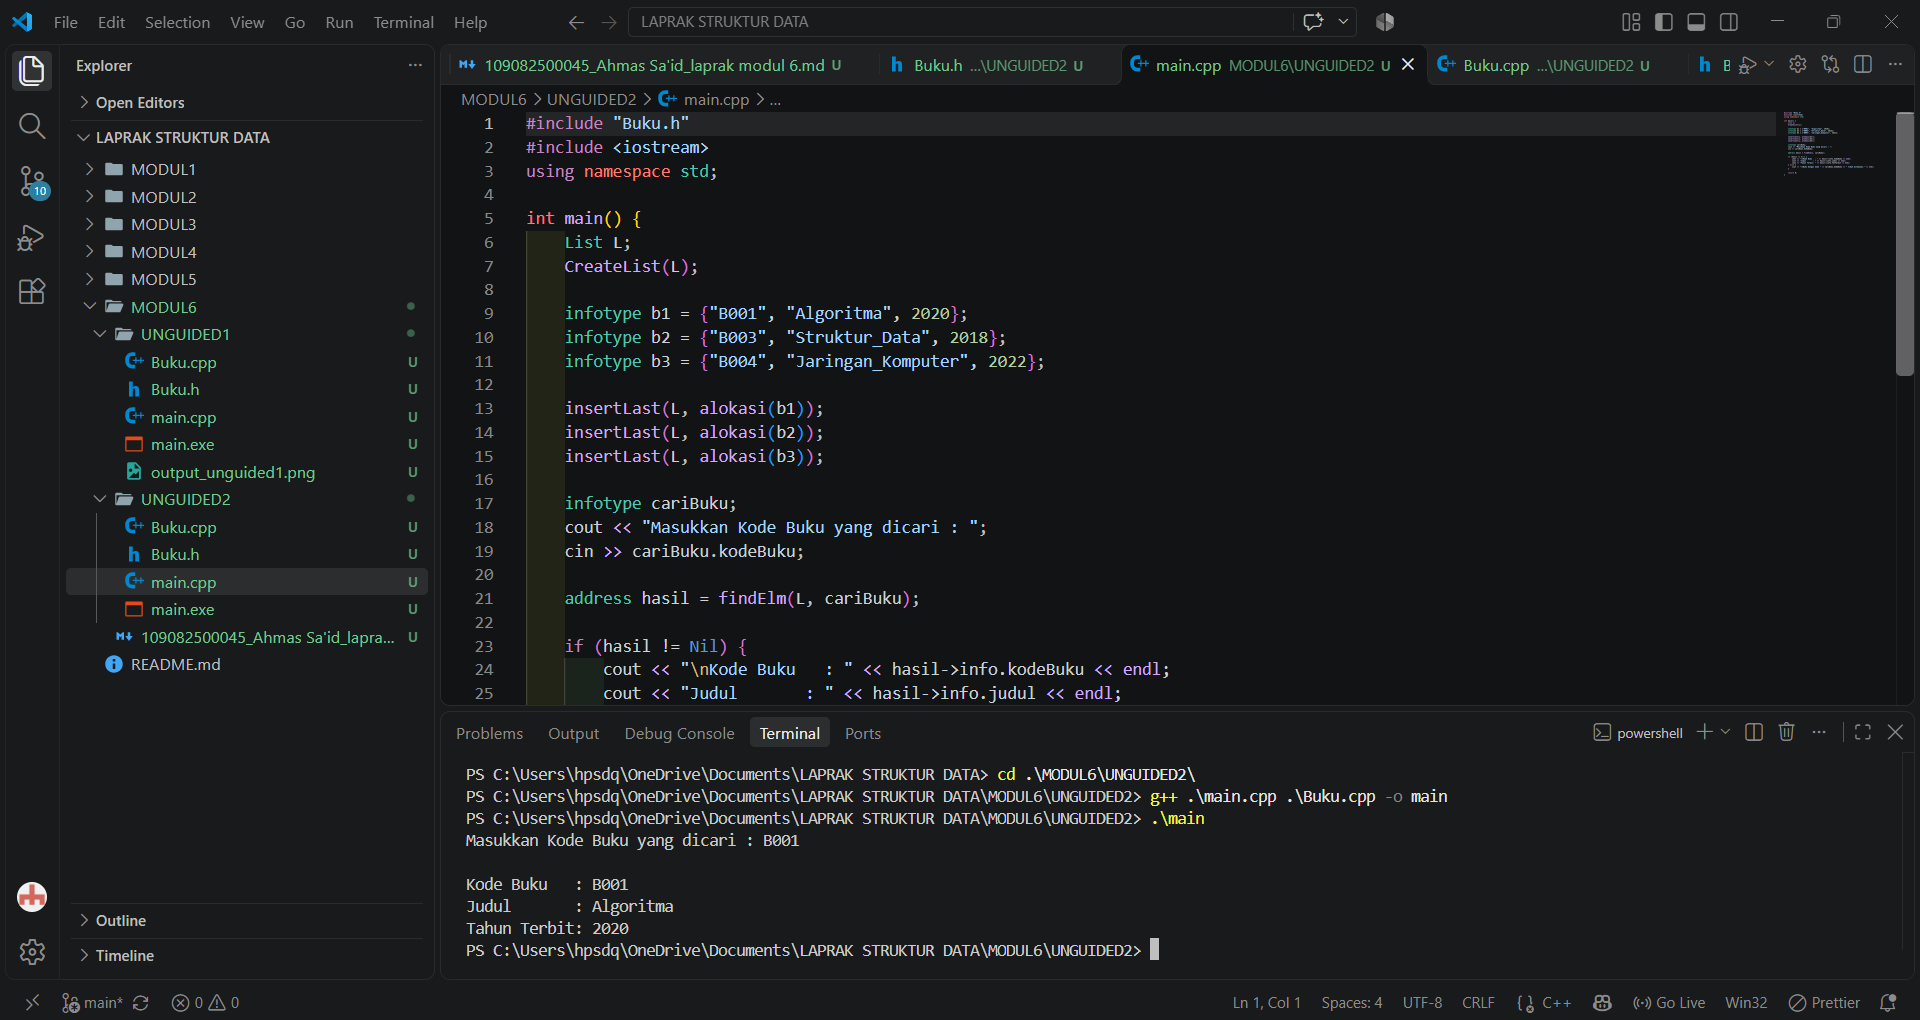 File Edit Selection View Go Run Terminal Help
LAPRAK STRUKTUR DATA
Explorer
Open Editors
LAPRAK STRUKTUR DATA
MODUL1
MODUL2
MODUL3
MODUL4
MODUL5
MODUL6
UNGUIDED1
Buku.cpp U
Buku.h U
main.cpp U
main.exe U
output_unguided1.png U
UNGUIDED2
Buku.cpp U
Buku.h U
main.cpp U
main.exe U
109082500045_Ahmas Sa'id_lapra... U
README.md
Outline
Timeline
10
109082500045_Ahmas Sa'id_laprak modul 6.md U
Buku.h ...\UNGUIDED2 U
main.cpp MODUL6\UNGUIDED2 U
Buku.cpp ...\UNGUIDED2 U
MODUL6 > UNGUIDED2 > main.cpp > ...
1 #include "Buku.h"
2 #include <iostream>
3 using namespace std;
4
5 int main() {
6 List L;
7 CreateList(L);
8
9 infotype b1 = {"B001", "Algoritma", 2020};
10 infotype b2 = {"B003", "Struktur_Data", 2018};
11 infotype b3 = {"B004", "Jaringan_Komputer", 2022};
12
13 insertLast(L, alokasi(b1));
14 insertLast(L, alokasi(b2));
15 insertLast(L, alokasi(b3));
16
17 infotype cariBuku;
18 cout << "Masukkan Kode Buku yang dicari : ";
19 cin >> cariBuku.kodeBuku;
20
21 address hasil = findElm(L, cariBuku);
22
23 if (hasil != Nil) {
24 cout << "\nKode Buku   : " << hasil->info.kodeBuku << endl;
25 cout << "Judul       : " << hasil->info.judul << endl;
Problems Output Debug Console Terminal Ports
powershell
PS C:\Users\hpsdq\OneDrive\Documents\LAPRAK STRUKTUR DATA> cd .\MODUL6\UNGUIDED2\
PS C:\Users\hpsdq\OneDrive\Documents\LAPRAK STRUKTUR DATA\MODUL6\UNGUIDED2> g++ .\main.cpp .\Buku.cpp -o main
PS C:\Users\hpsdq\OneDrive\Documents\LAPRAK STRUKTUR DATA\MODUL6\UNGUIDED2> .\main
Masukkan Kode Buku yang dicari : B001
Kode Buku   : B001
Judul       : Algoritma
Tahun Terbit: 2020
PS C:\Users\hpsdq\OneDrive\Documents\LAPRAK STRUKTUR DATA\MODUL6\UNGUIDED2>
main* 0 0
Ln 1, Col 1 Spaces: 4 UTF-8 CRLF C++ Go Live Win32 Prettier